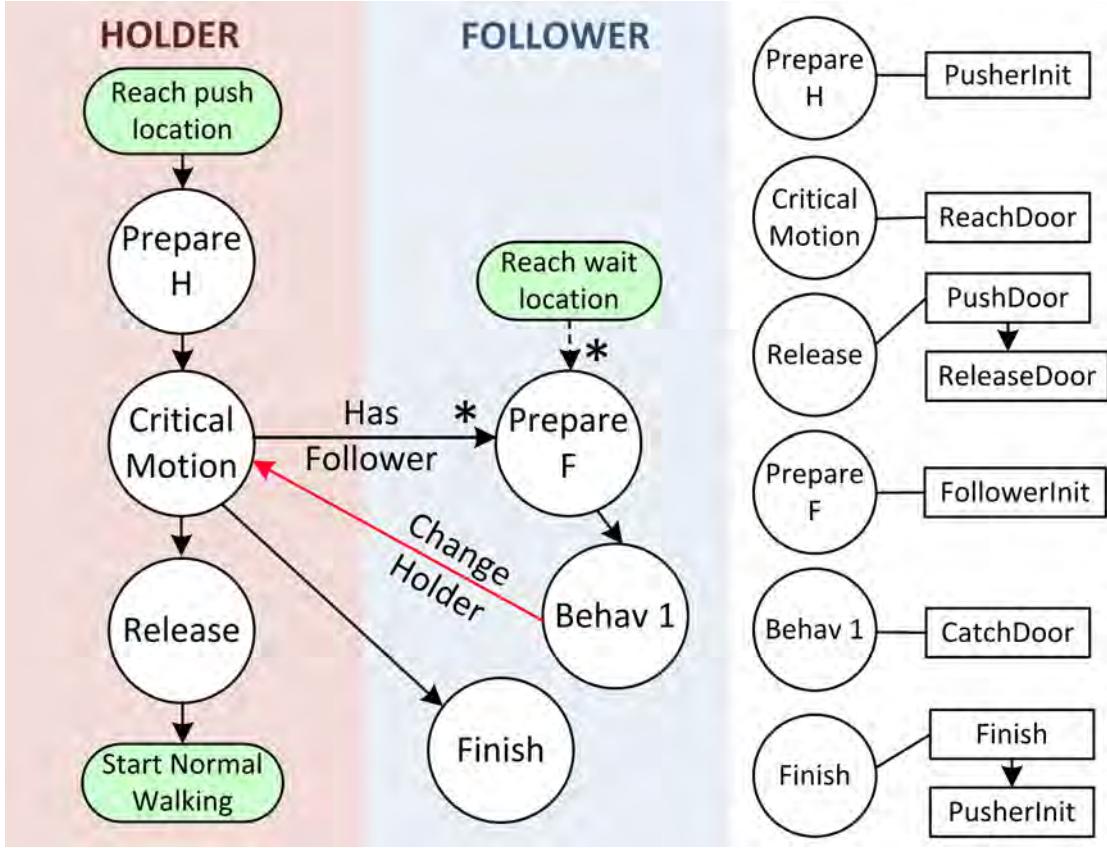 HOLDER
FOLLOWER
Reach push
location
Prepare
H
Critical
Motion
Release
Start Normal
Walking
Has
Follower
*
Reach wait
location
*
Prepare
F
Change
Holder
Behav 1
Finish
Prepare
H
PusherInit
Critical
Motion
ReachDoor
Release
PushDoor
ReleaseDoor
Prepare
F
FollowerInit
Behav 1
CatchDoor
Finish
Finish
PusherInit